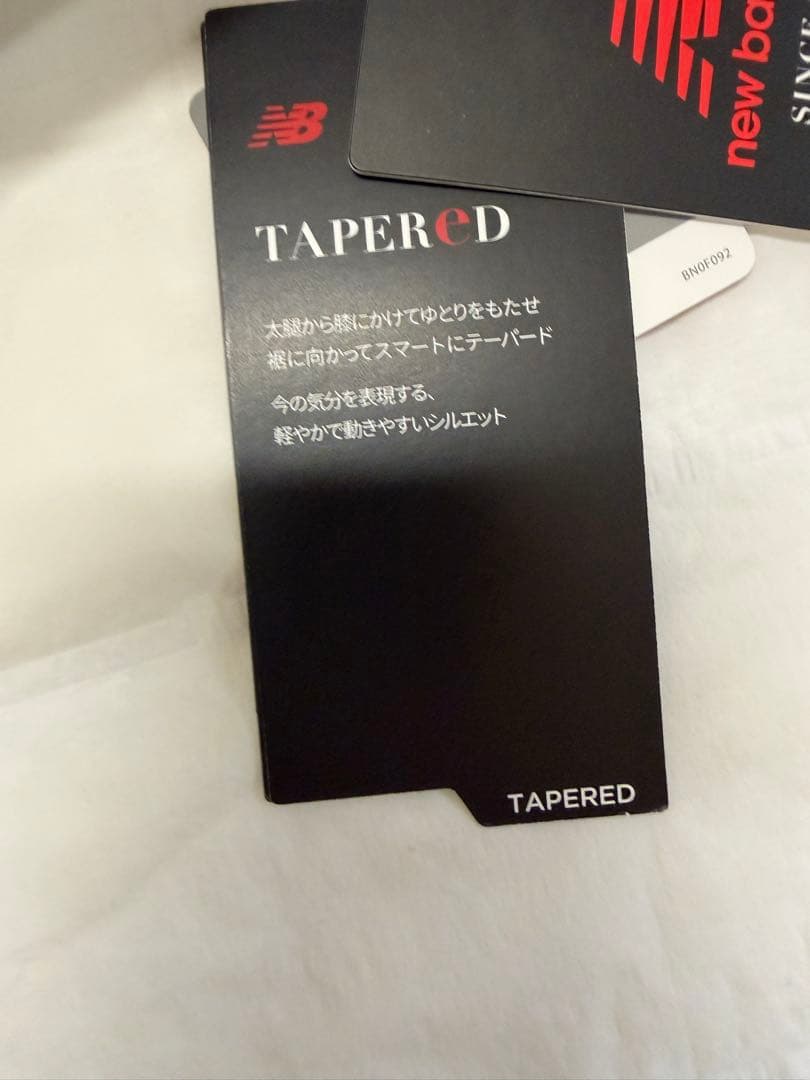 new ba
SINCE
NB
TAPEReD
BN0F092
太腿から膝にかけてゆとりをもたせ
裾に向かってスマートにテーパード
今の気分を表現する、
軽やかで動きやすいシルエット
TAPERED